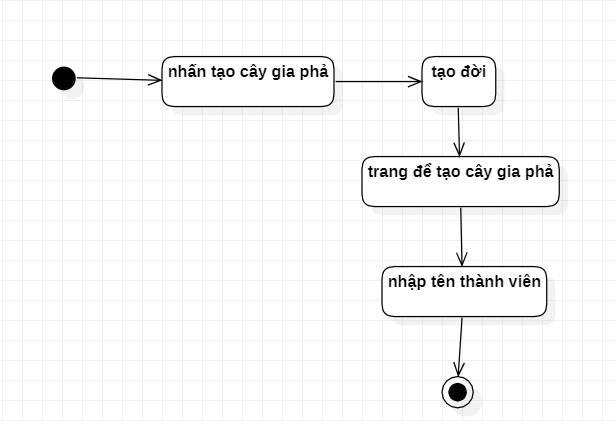 nhấn tạo cây gia phả
tạo đời
trang để tạo cây gia phả
nhập tên thành viên